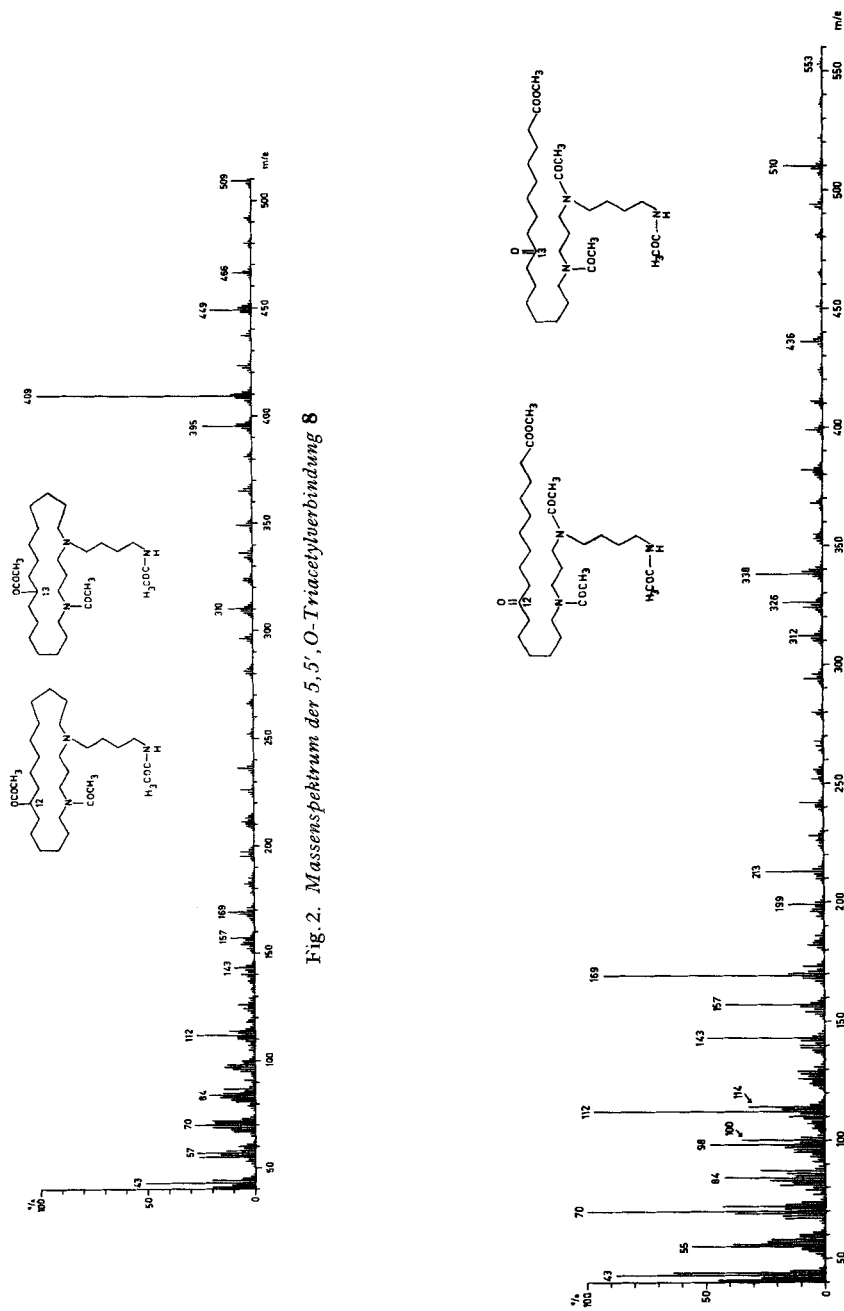 %
100
50
0
50
100
150
200
250
300
350
400
450
500
m/e
43
57
70
84
112
143
157
169
310
395
409
449
466
509
OCOCH₃
12
N
COCH₃
N
H₃COC-N
H
OCOCH₃
13
N
COCH₃
N
H₃COC-N
H
Fig. 2. Massenspektrum der 5,5',O-Triacetylverbindung 8
%
100
50
0
50
100
150
200
250
300
350
400
450
500
550
m/e
43
55
70
84
98
100
112
114
143
157
169
199
213
312
326
338
436
510
553
O
12
COOCH₃
N
COCH₃
N
COCH₃
H₃COC-N
H
O
13
COOCH₃
N
COCH₃
N
COCH₃
H₃COC-N
H